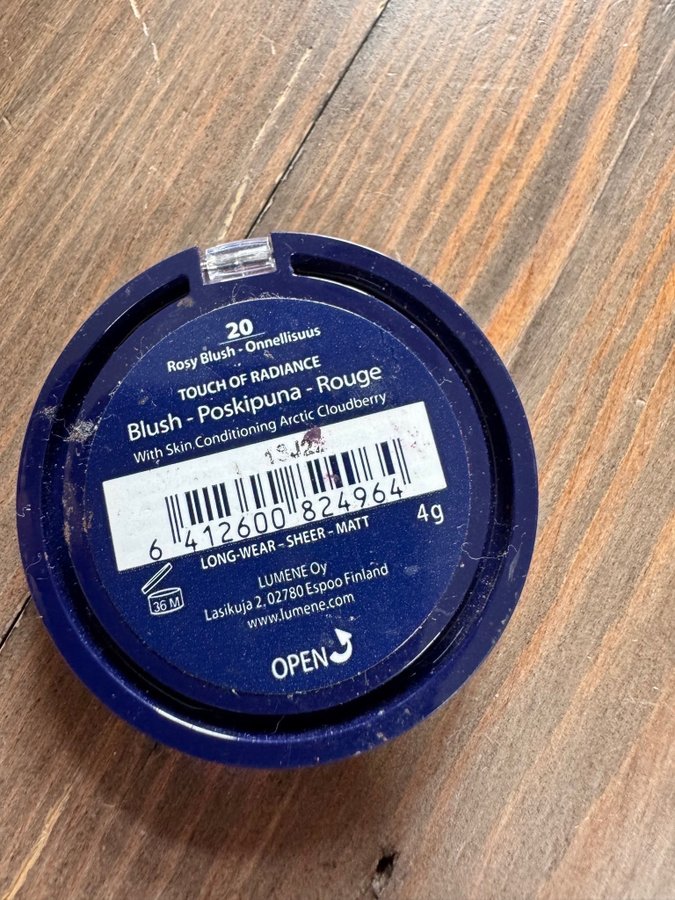 20
Rosy Blush - Onnellisuus
TOUCH OF RADIANCE
Blush - Poskipuna - Rouge
With Skin Conditioning Arctic Cloudberry
6 412600 824964
4g
LONG-WEAR - SHEER - MATT
36 M
LUMENE Oy
Lasikuja 2, 02780 Espoo Finland
www.lumene.com
OPEN